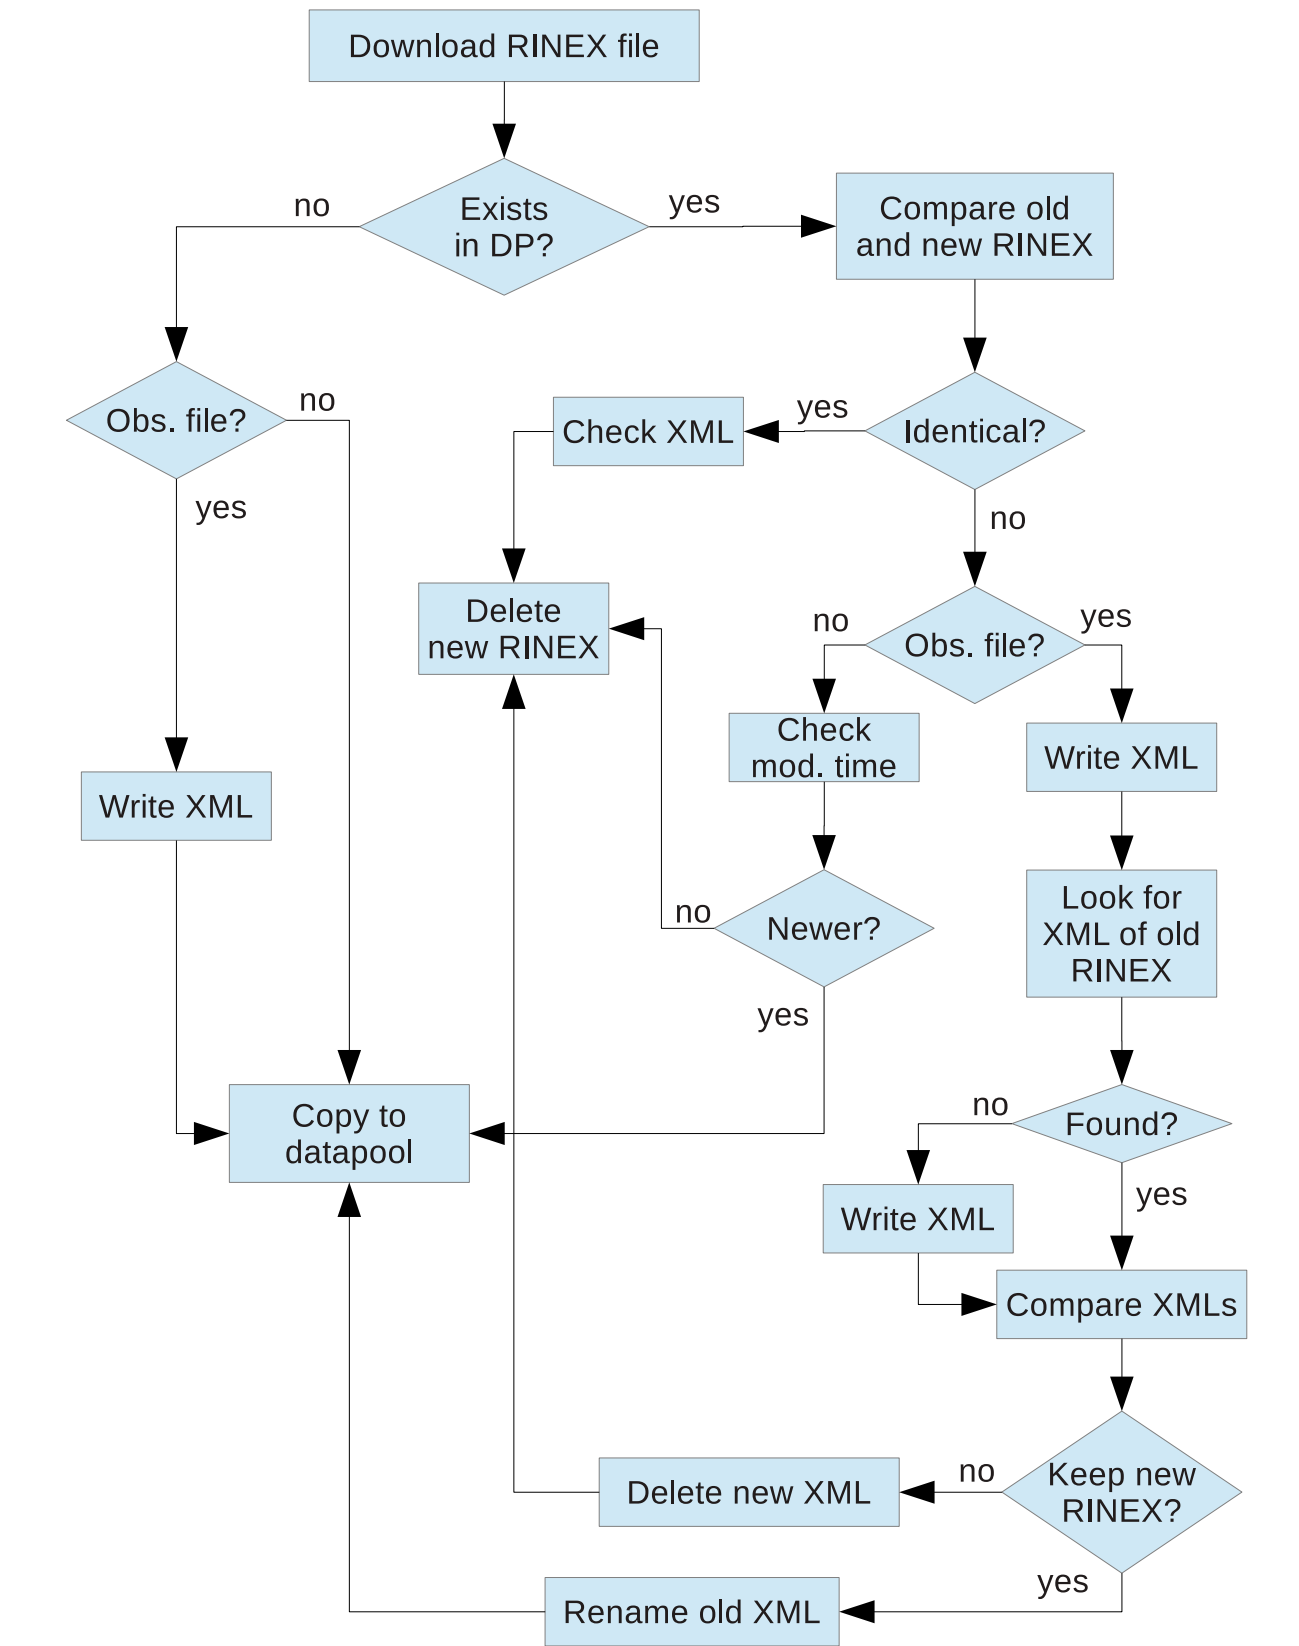 Download RINEX file
no
Exists
in DP?
yes
Compare old
and new RINEX
Obs. file?
no
yes
Check XML
yes
Identical?
no
Delete
new RINEX
no
Obs. file?
yes
Check
mod. time
Write XML
Write XML
Look for
XML of old
RINEX
no
Newer?
yes
Copy to
datapool
no
Found?
yes
Write XML
Compare XMLs
Delete new XML
no
Keep new
RINEX?
yes
Rename old XML